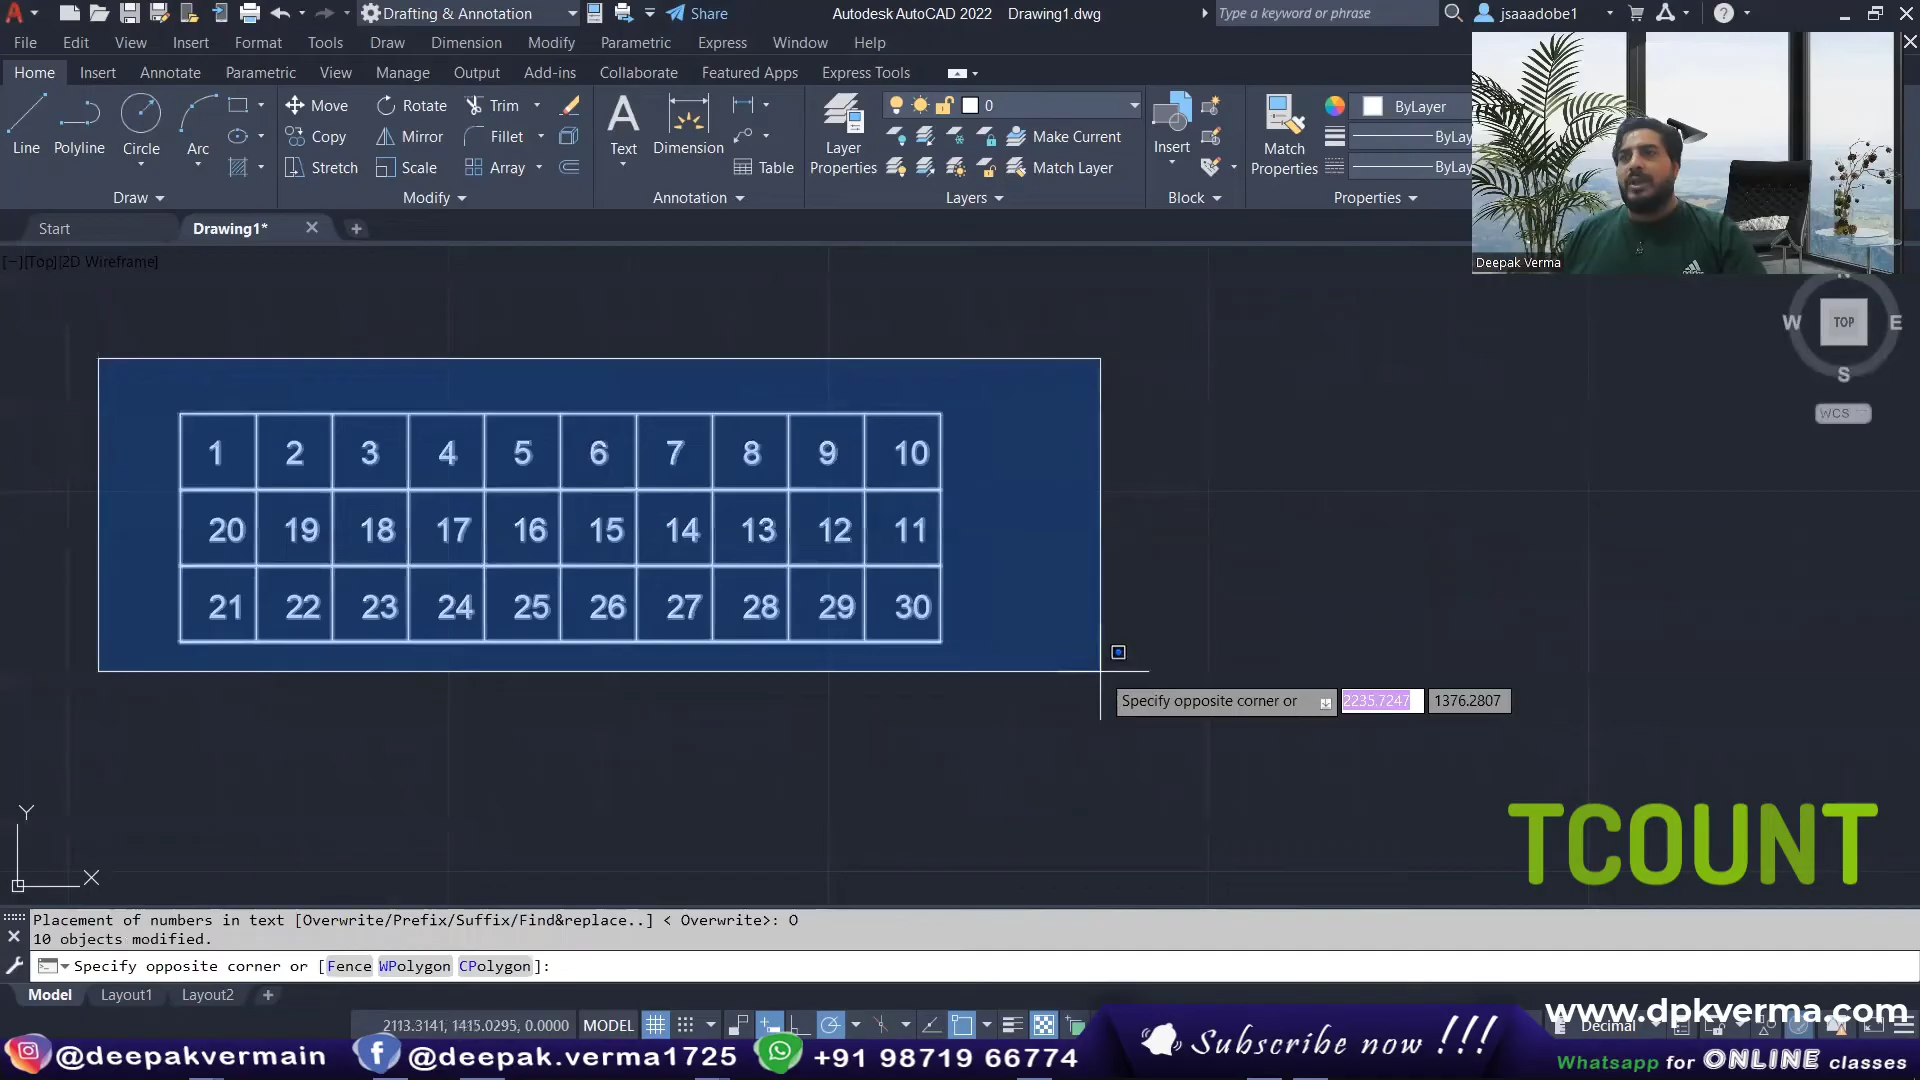 Drafting & Annotation
Share
Autodesk AutoCAD 2022 Drawing1.dwg
Type a keyword or phrase
jsaaadobe1
File Edit View Insert Format Tools Draw Dimension Modify Parametric Express Window Help
Home Insert Annotate Parametric View Manage Output Add-ins Collaborate Featured Apps Express Tools
Move Rotate Trim 0 ByLayer
Copy Mirror Fillet Make Current ByLay
Line Polyline Circle Arc Text Dimension Layer Properties Insert Match Properties
Stretch Scale Array Table Match Layer ByLay
Draw Modify Annotation Layers Block Properties
Start Drawing1*
[−][Top][2D Wireframe]
Deepak Verma
W TOP E
S
WCS
1 2 3 4 5 6 7 8 9 10
20 19 18 17 16 15 14 13 12 11
21 22 23 24 25 26 27 28 29 30
Specify opposite corner or 2235.7247 1376.2807
TCOUNT
Y
X
Placement of numbers in text [Overwrite/Prefix/Suffix/Find&replace..] < Overwrite>: O
10 objects modified.
Specify opposite corner or [Fence WPolygon CPolygon]:
Model Layout1 Layout2
www.dpkverma.com
2113.3141, 1415.0295, 0.0000 MODEL
Decimal
@deepakvermain @deepak.verma1725 +91 98719 66774 Subscribe now !!!
Whatsapp for ONLINE classes